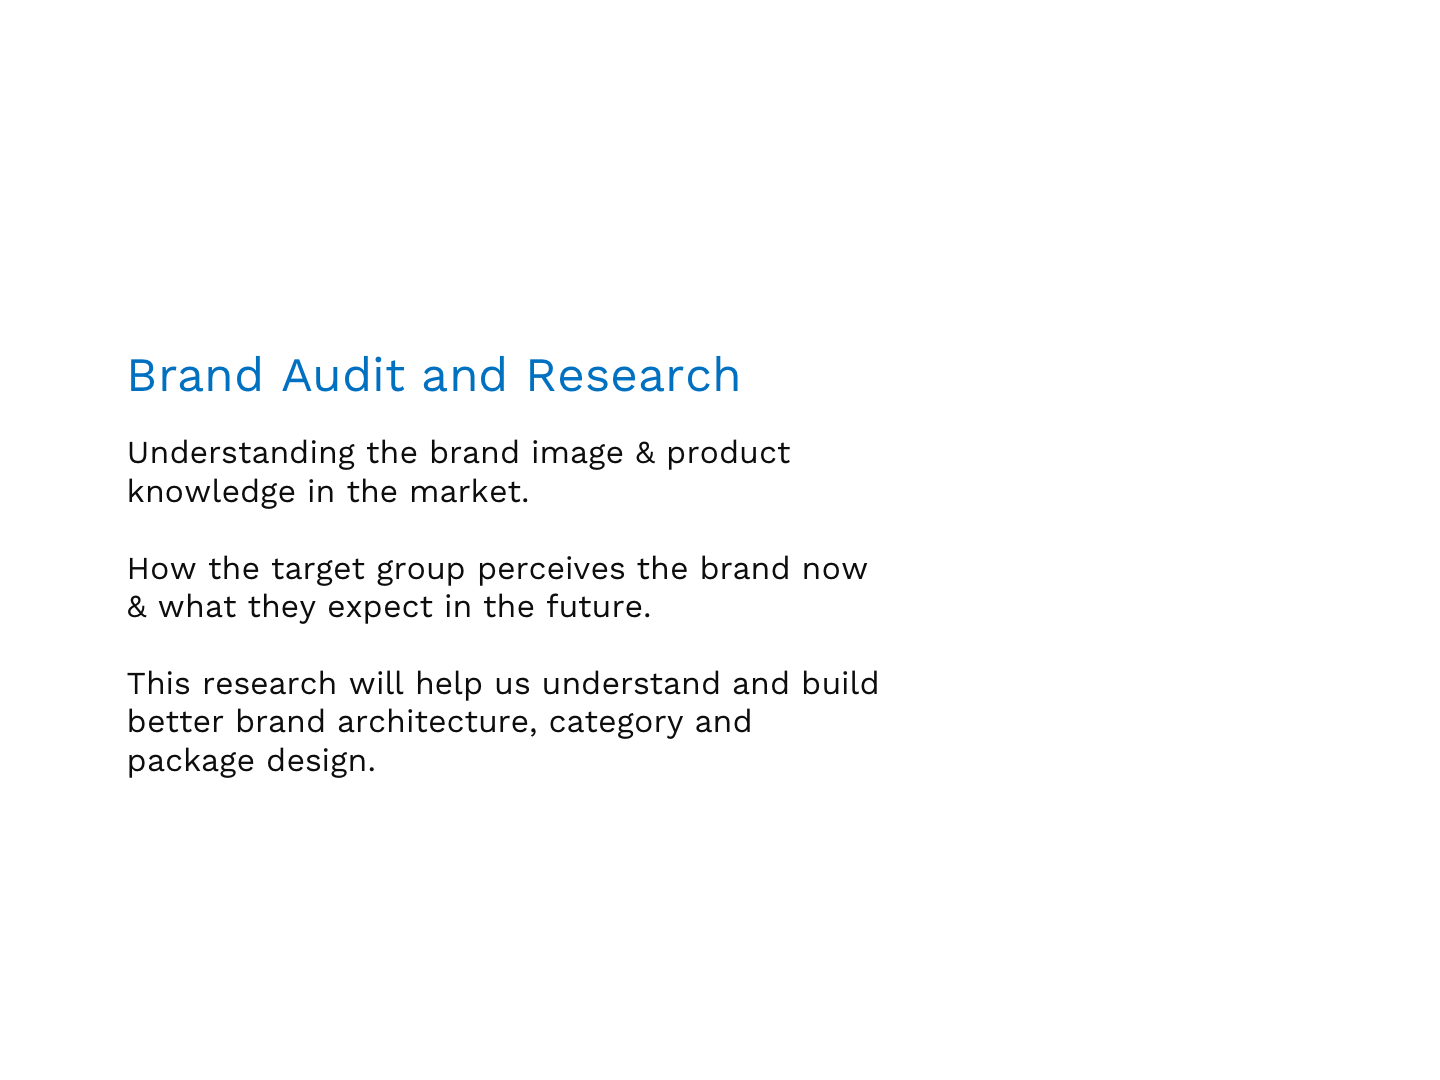 Brand Audit and Research
Understanding the brand image & product
knowledge in the market.
How the target group perceives the brand now
& what they expect in the future.
This research will help us understand and build
better brand architecture, category and
package design.